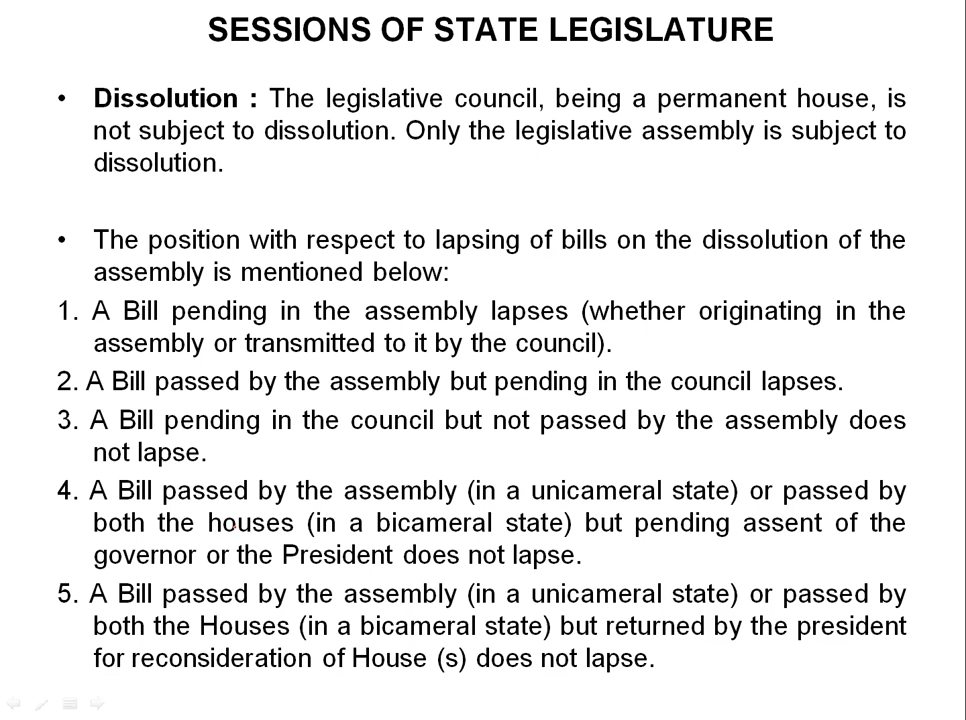 SESSIONS OF STATE LEGISLATURE
• Dissolution : The legislative council, being a permanent house, is
not subject to dissolution. Only the legislative assembly is subject to
dissolution.
• The position with respect to lapsing of bills on the dissolution of the
assembly is mentioned below:
1. A Bill pending in the assembly lapses (whether originating in the
assembly or transmitted to it by the council).
2. A Bill passed by the assembly but pending in the council lapses.
3. A Bill pending in the council but not passed by the assembly does
not lapse.
4. A Bill passed by the assembly (in a unicameral state) or passed by
both the houses (in a bicameral state) but pending assent of the
governor or the President does not lapse.
5. A Bill passed by the assembly (in a unicameral state) or passed by
both the Houses (in a bicameral state) but returned by the president
for reconsideration of House (s) does not lapse.